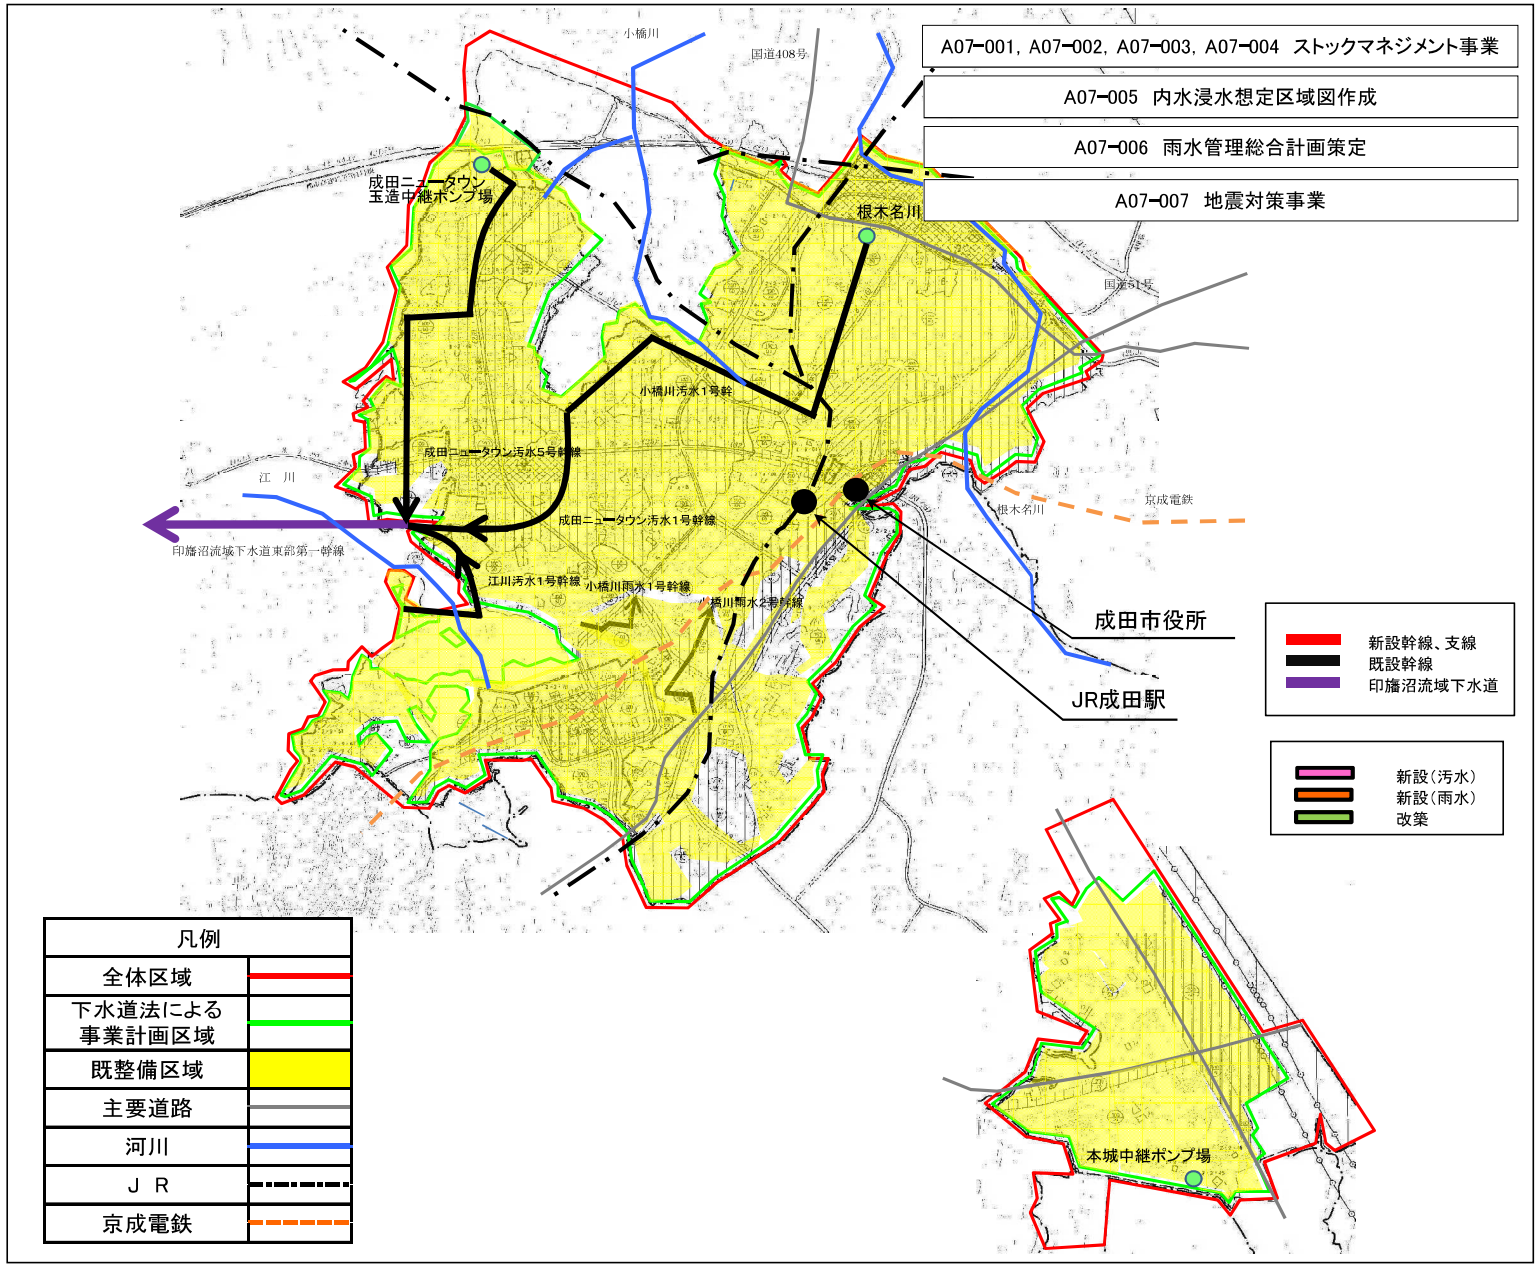 A07-001, A07-002, A07-003, A07-004 ストックマネジメント事業
A07-005 内水浸水想定区域図作成
A07-006 雨水管理総合計画策定
A07-007 地震対策事業
小橋川
国道408号
成田ニュータウン
玉造中継ポンプ場
根木名川
国道51号
小橋川汚水1号幹
成田ニュータウン汚水5号幹線
江 川
京成電鉄
根木名川
成田ニュータウン汚水1号幹線
印旛沼流域下水道東部第一幹線
江川汚水1号幹線
小橋川雨水1号幹線
橋川雨水2号幹線
成田市役所
JR成田駅
新設幹線、支線
既設幹線
印旛沼流域下水道
新設(汚水)
新設(雨水)
改築
本城中継ポンプ場
凡例
全体区域
下水道法による
事業計画区域
既整備区域
主要道路
河川
J R
京成電鉄